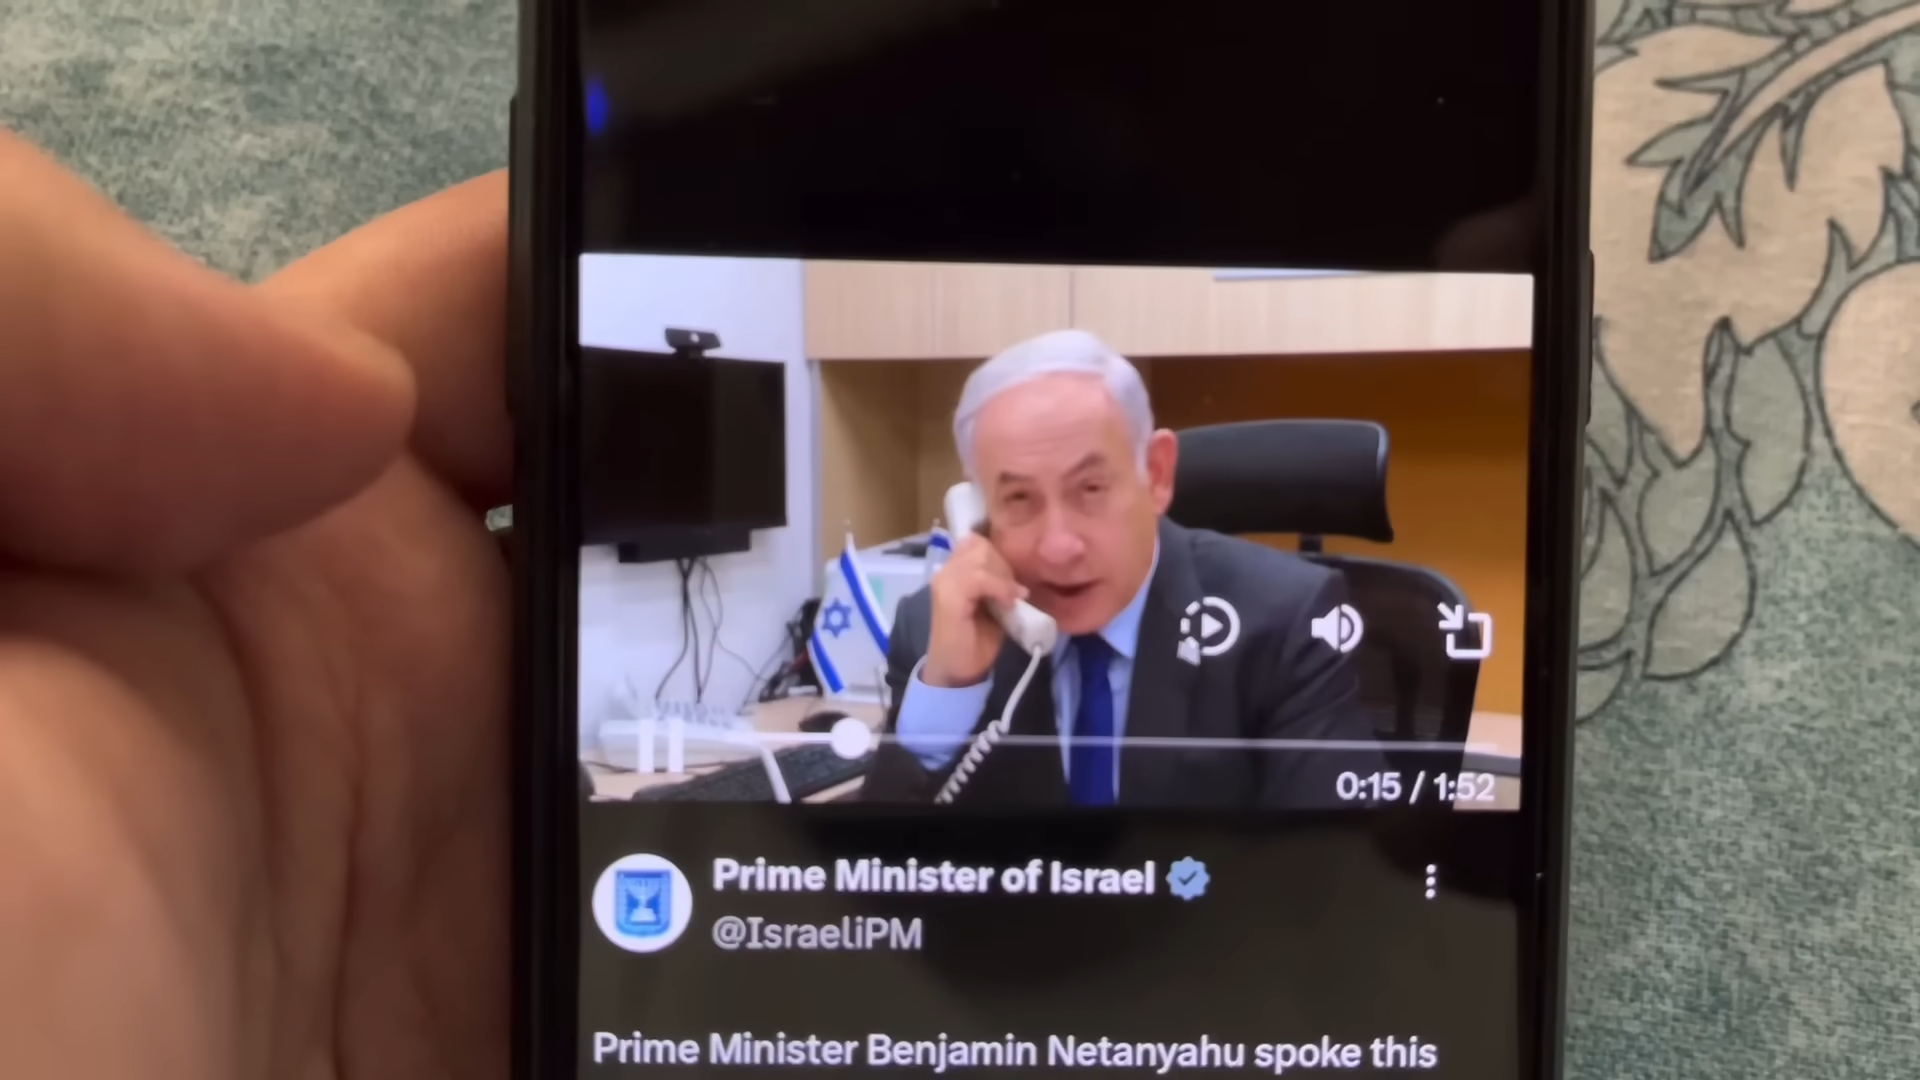 0:15 / 1:52
Prime Minister of Israel
@IsraeliPM
Prime Minister Benjamin Netanyahu spoke this